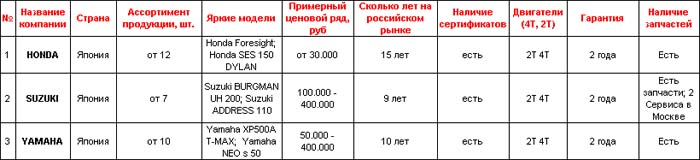 № Название компании Страна Ассортимент продукции, шт. Яркие модели Примерный ценовой ряд, руб Сколько лет на российском рынке Наличие сертификатов Двигатели (4Т, 2Т) Гарантия Наличие запчастей
1 HONDA Япония от 12 Honda Foresight; Honda SES 150 DYLAN от 30.000 15 лет есть 2Т 4Т 2 года Есть
2 SUZUKI Япония от 7 Suzuki BURGMAN UH 200; Suzuki ADDRESS 110 100.000 - 400.000 9 лет есть 2Т 4Т 2 года Есть запчасти; 2 Сервиса в Москве
3 YAMAHA Япония от 10 Yamaha XP500A T-MAX; Yamaha NEO s 50 50.000 - 400.000 10 лет есть 2Т 4Т 2 года Есть